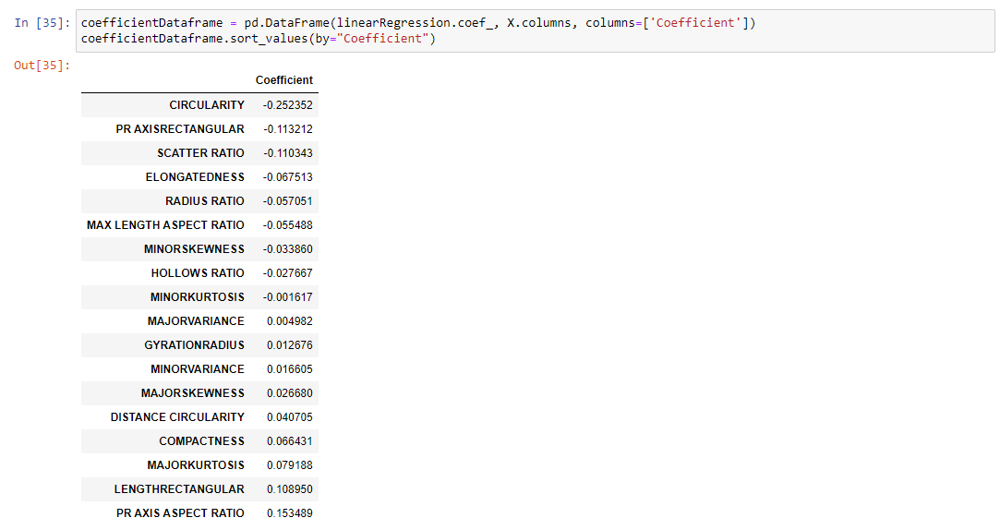 In [35]: coefficientDataframe = pd.DataFrame(linearRegression.coef_, X.columns, columns=['Coefficient'])
coefficientDataframe.sort_values(by="Coefficient")
Out[35]:
Coefficient
CIRCULARITY -0.252352
PR AXISRECTANGULAR -0.113212
SCATTER RATIO -0.110343
ELONGATEDNESS -0.067513
RADIUS RATIO -0.057051
MAX LENGTH ASPECT RATIO -0.055488
MINORSKEWNESS -0.033860
HOLLOWS RATIO -0.027667
MINORKURTOSIS -0.001617
MAJORVARIANCE 0.004982
GYRATIONRADIUS 0.012676
MINORVARIANCE 0.016605
MAJORSKEWNESS 0.026680
DISTANCE CIRCULARITY 0.040705
COMPACTNESS 0.066431
MAJORKURTOSIS 0.079188
LENGTHRECTANGULAR 0.108950
PR AXIS ASPECT RATIO 0.153489